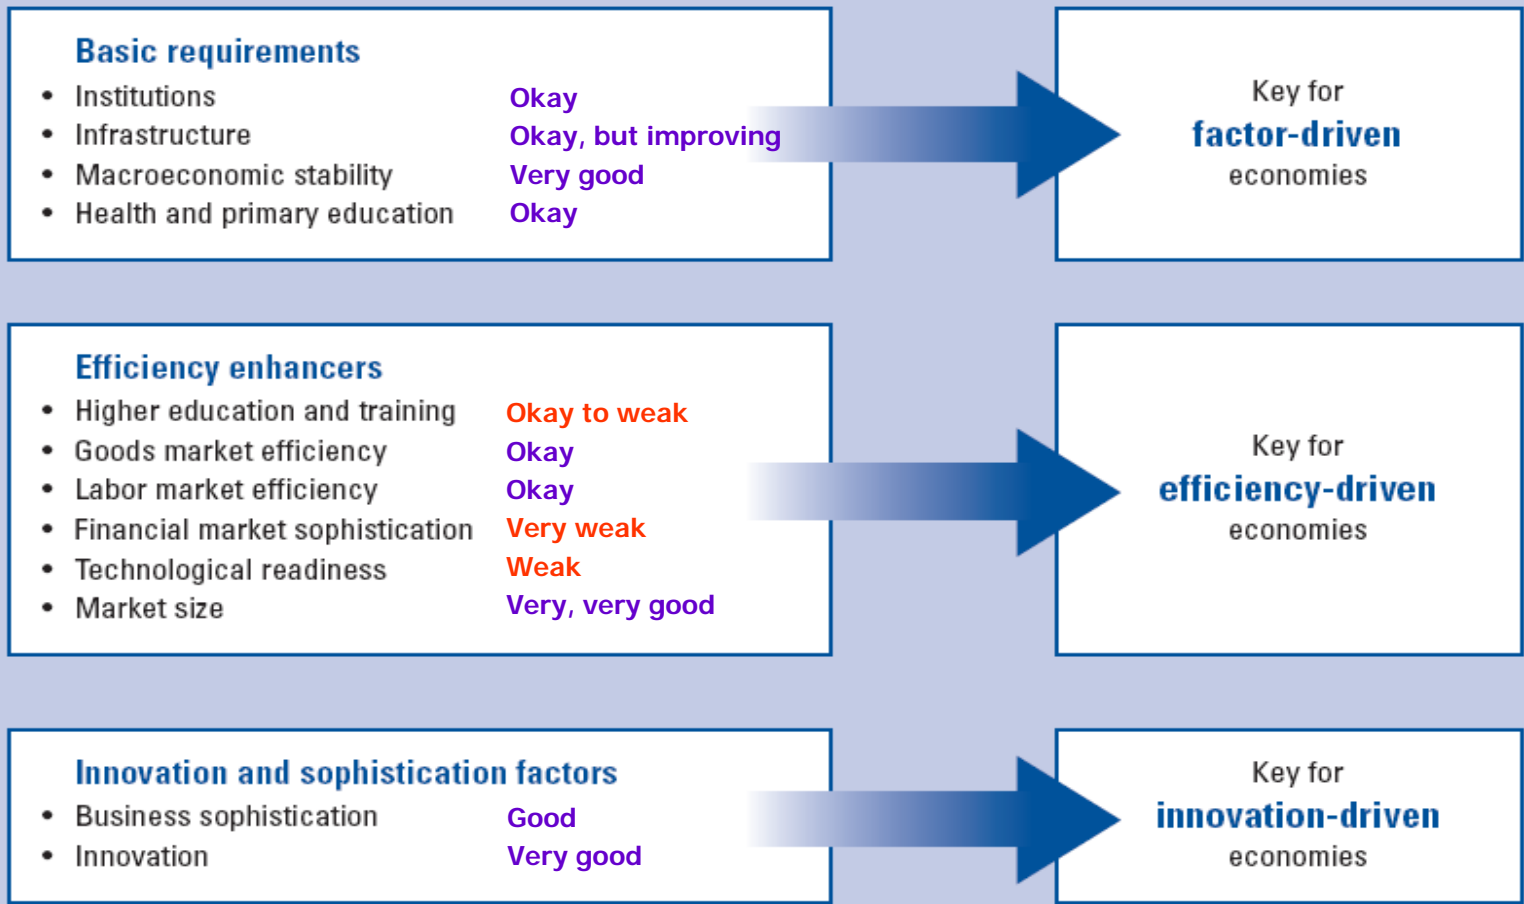 Basic requirements
• Institutions Okay
• Infrastructure Okay, but improving
• Macroeconomic stability Very good
• Health and primary education Okay
Key for
factor-driven
economies
Efficiency enhancers
• Higher education and training Okay to weak
• Goods market efficiency Okay
• Labor market efficiency Okay
• Financial market sophistication Very weak
• Technological readiness Weak
• Market size Very, very good
Key for
efficiency-driven
economies
Innovation and sophistication factors
• Business sophistication Good
• Innovation Very good
Key for
innovation-driven
economies